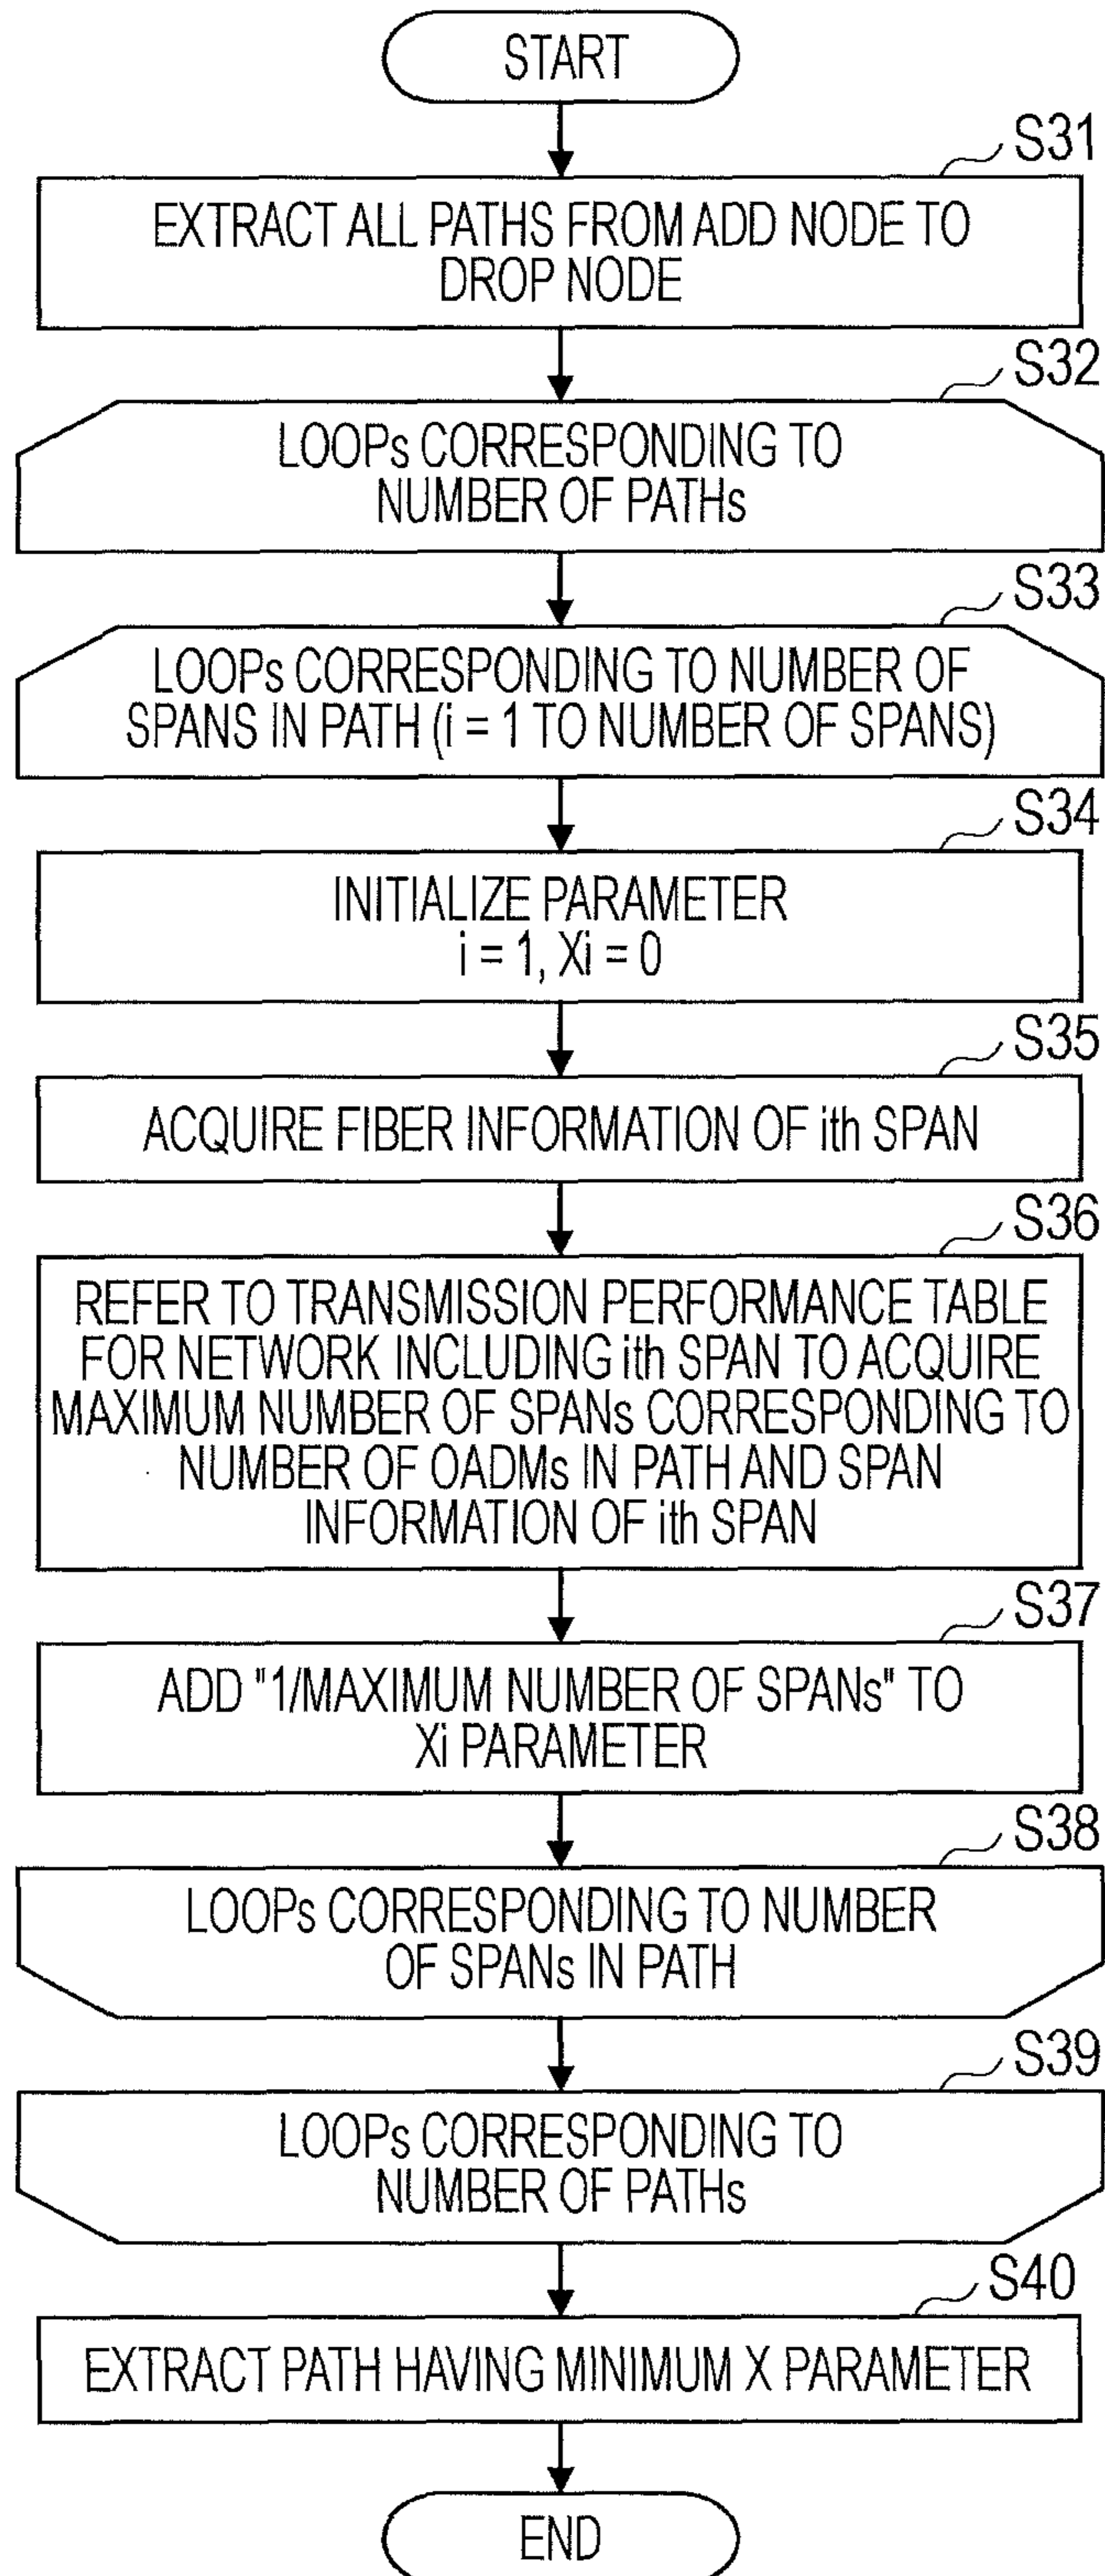 START
S31
EXTRACT ALL PATHS FROM ADD NODE TO
DROP NODE
S32
LOOPs CORRESPONDING TO
NUMBER OF PATHs
S33
LOOPs CORRESPONDING TO NUMBER OF
SPANS IN PATH (i = 1 TO NUMBER OF SPANS)
S34
INITIALIZE PARAMETER
i = 1, Xi = 0
S35
ACQUIRE FIBER INFORMATION OF ith SPAN
S36
REFER TO TRANSMISSION PERFORMANCE TABLE
FOR NETWORK INCLUDING ith SPAN TO ACQUIRE
MAXIMUM NUMBER OF SPANs CORRESPONDING TO
NUMBER OF OADMs IN PATH AND SPAN
INFORMATION OF ith SPAN
S37
ADD "1/MAXIMUM NUMBER OF SPANs" TO
Xi PARAMETER
S38
LOOPs CORRESPONDING TO NUMBER
OF SPANs IN PATH
S39
LOOPs CORRESPONDING TO
NUMBER OF PATHs
S40
EXTRACT PATH HAVING MINIMUM X PARAMETER
END